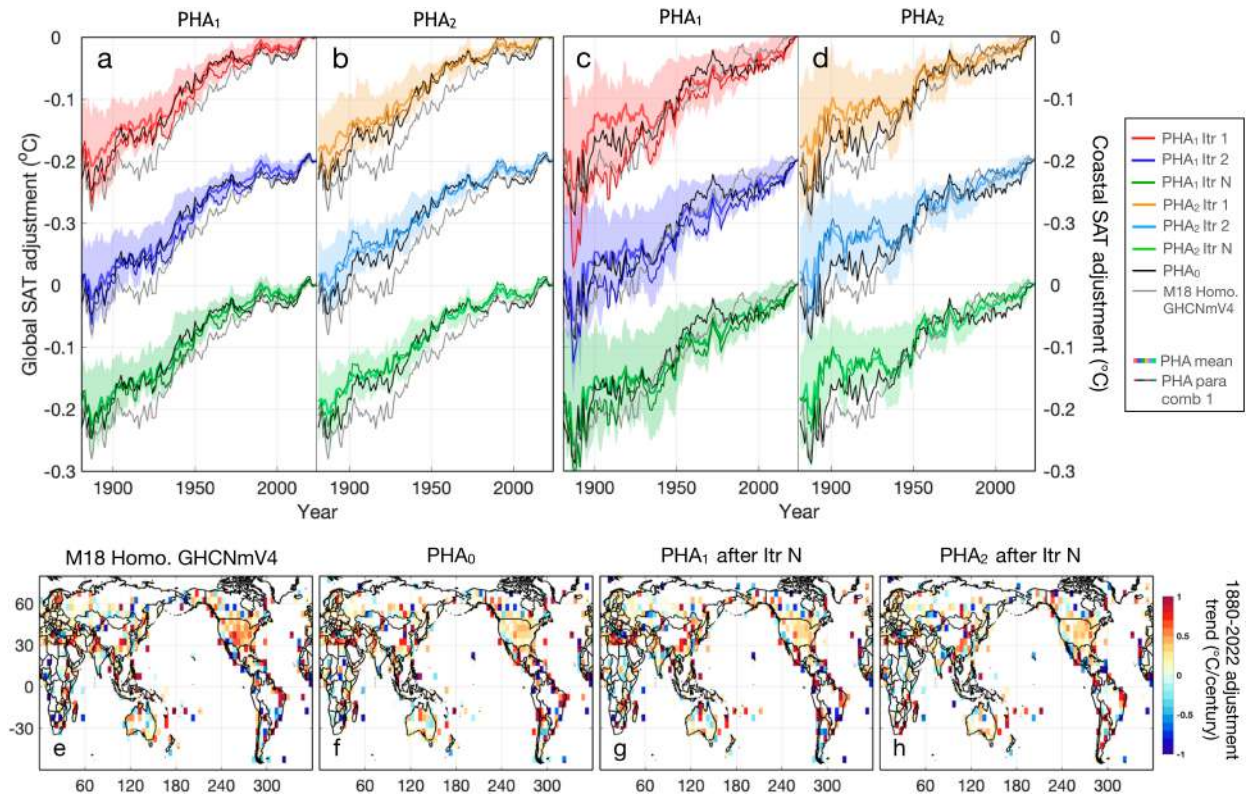 PHA₁
PHA₂
PHA₁
PHA₂
a
b
c
d
0
-0.1
-0.2
-0.3
0
-0.1
-0.2
-0.3
Global SAT adjustment (⁰C)
0
-0.1
-0.2
-0.3
0
-0.1
-0.2
-0.3
Coastal SAT adjustment (°C)
1900 1950 2000
1900 1950 2000
1900 1950 2000
1900 1950 2000
Year
Year
PHA₁ Itr 1
PHA₁ Itr 2
PHA₁ Itr N
PHA₂ Itr 1
PHA₂ Itr 2
PHA₂ Itr N
PHA₀
M18 Homo.
GHCNmV4
PHA mean
PHA para
comb 1
M18 Homo. GHCNmV4
PHA₀
PHA₁ after Itr N
PHA₂ after Itr N
60
30
0
-30
e
f
g
h
60 120 180 240 300
60 120 180 240 300
60 120 180 240 300
60 120 180 240 300
1
0.5
0
-0.5
-1
1880-2022 adjustment
trend (°C/century)